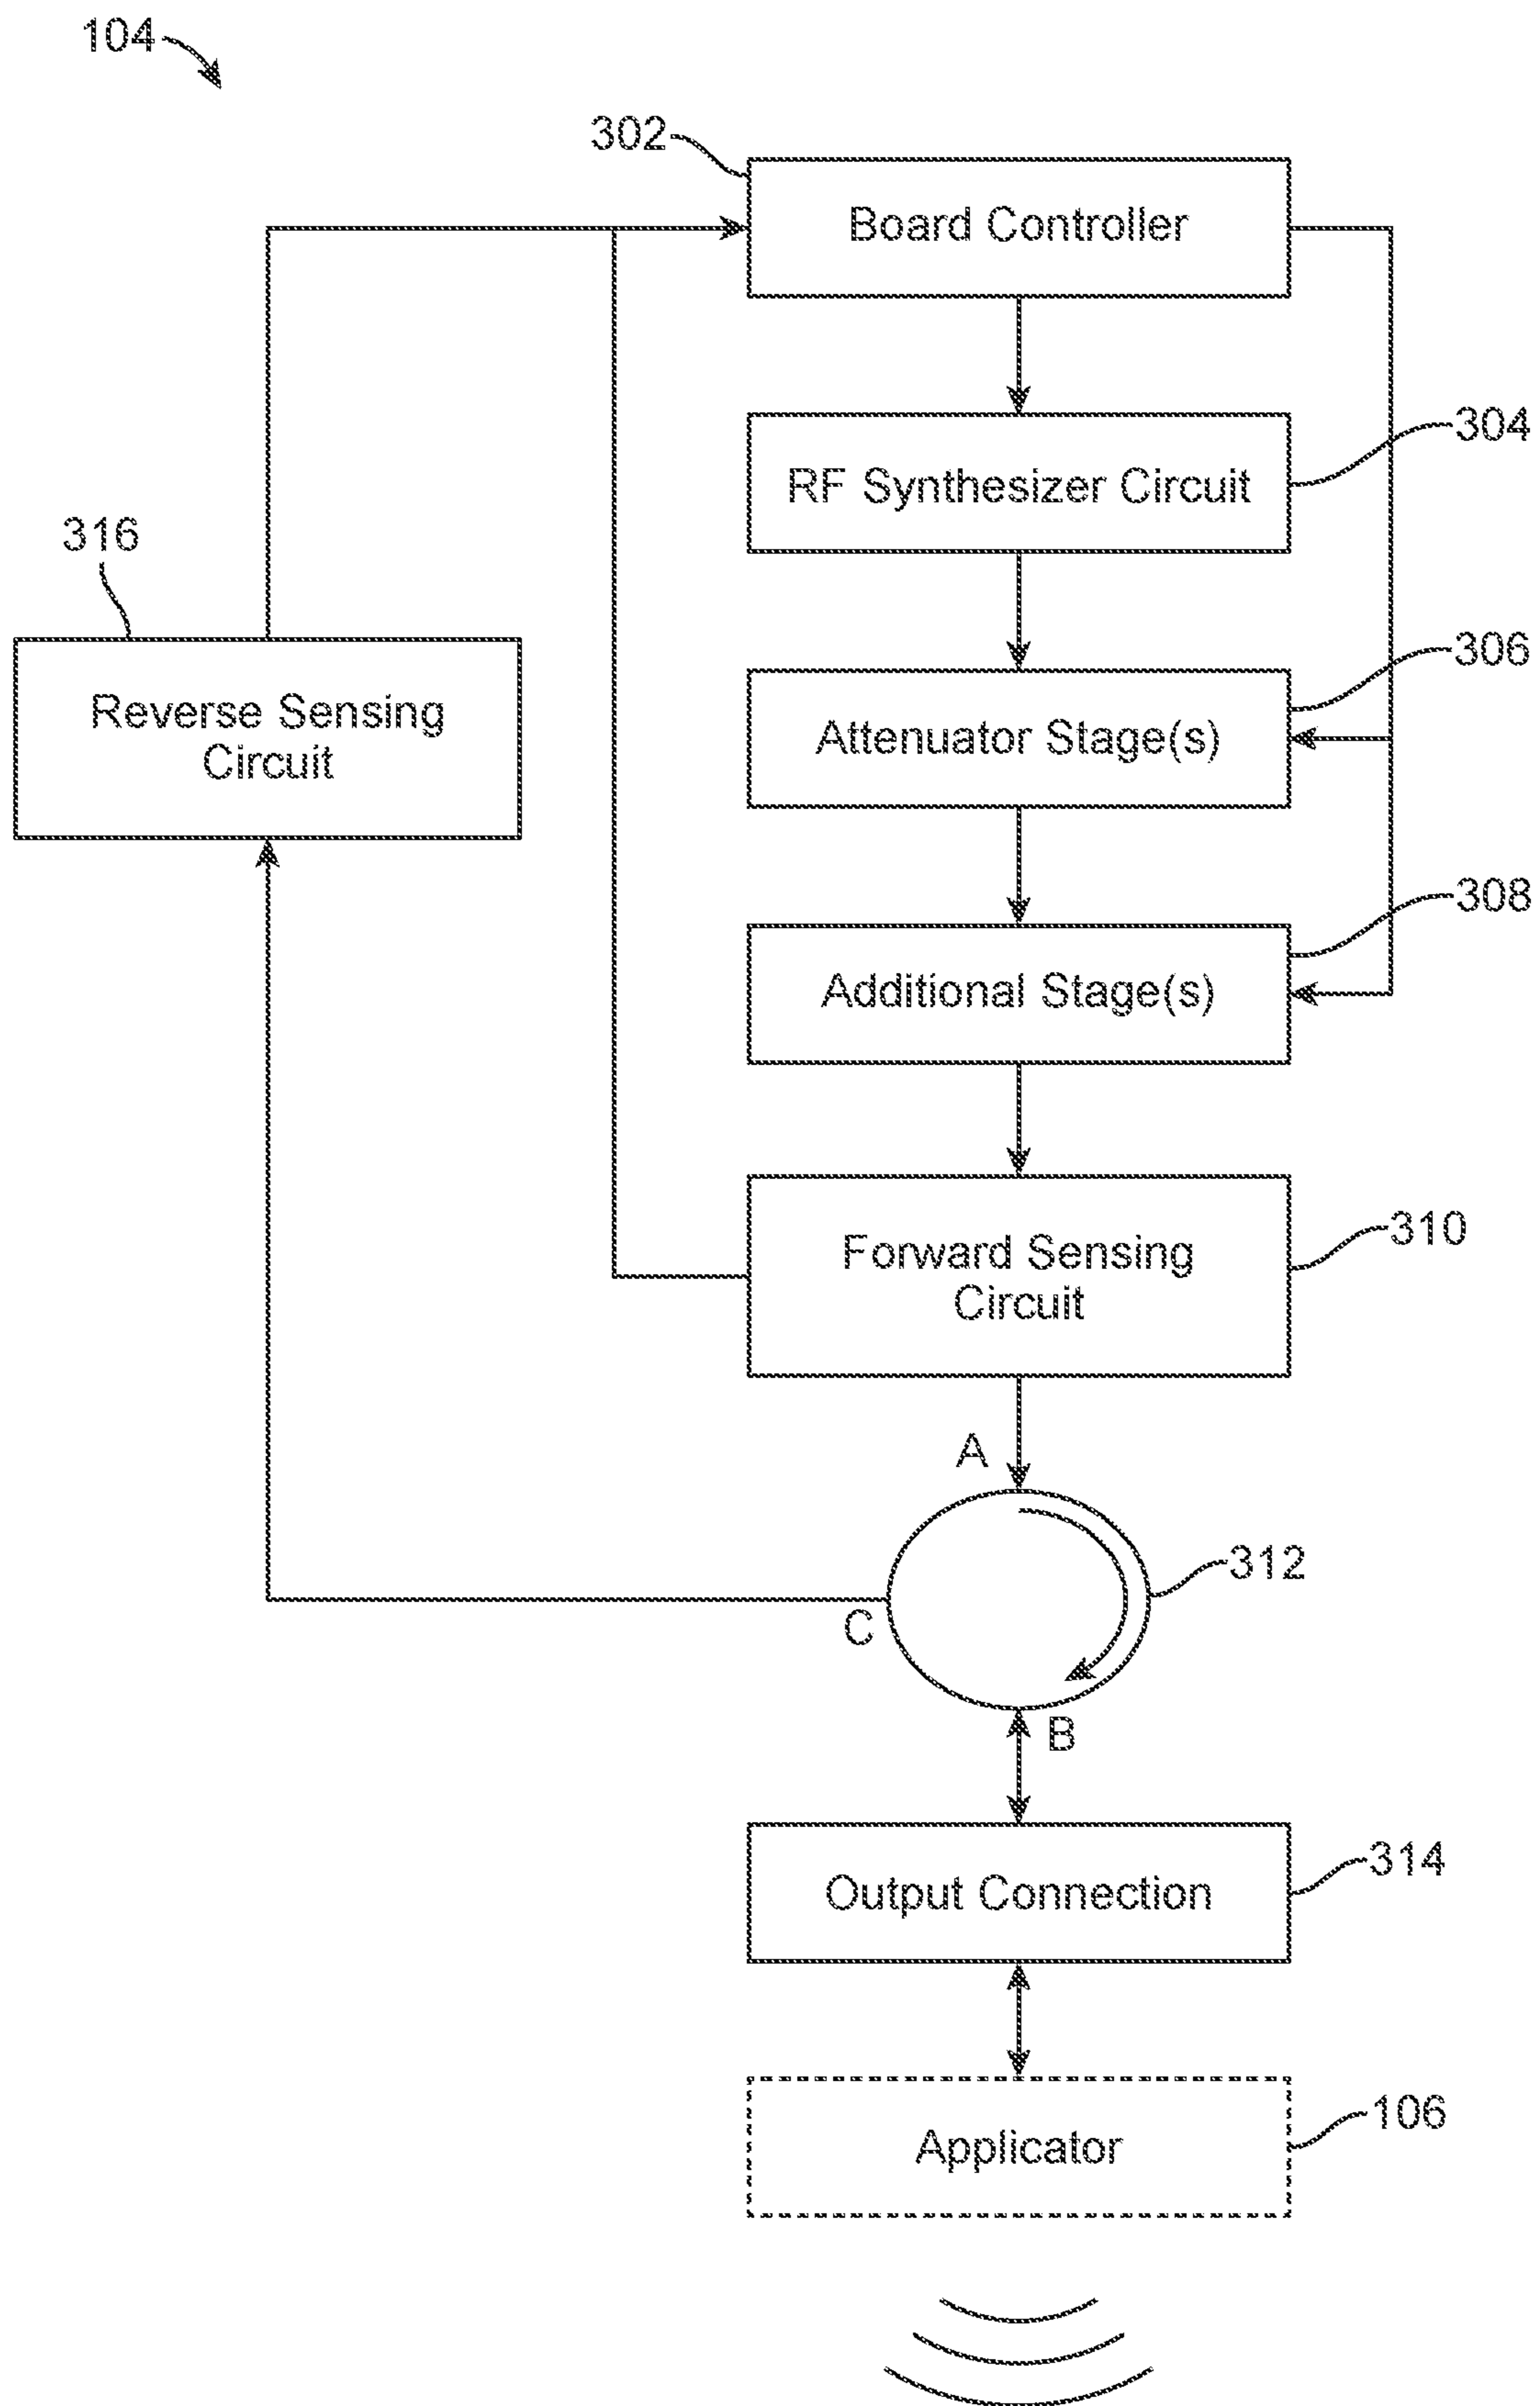 104
302
Board Controller
304
RF Synthesizer Circuit
316
306
Reverse Sensing
Circuit
Attenuator Stage(s)
308
Additional Stage(s)
310
Forward Sensing
Circuit
A
312
C
B
314
Output Connection
106
Applicator